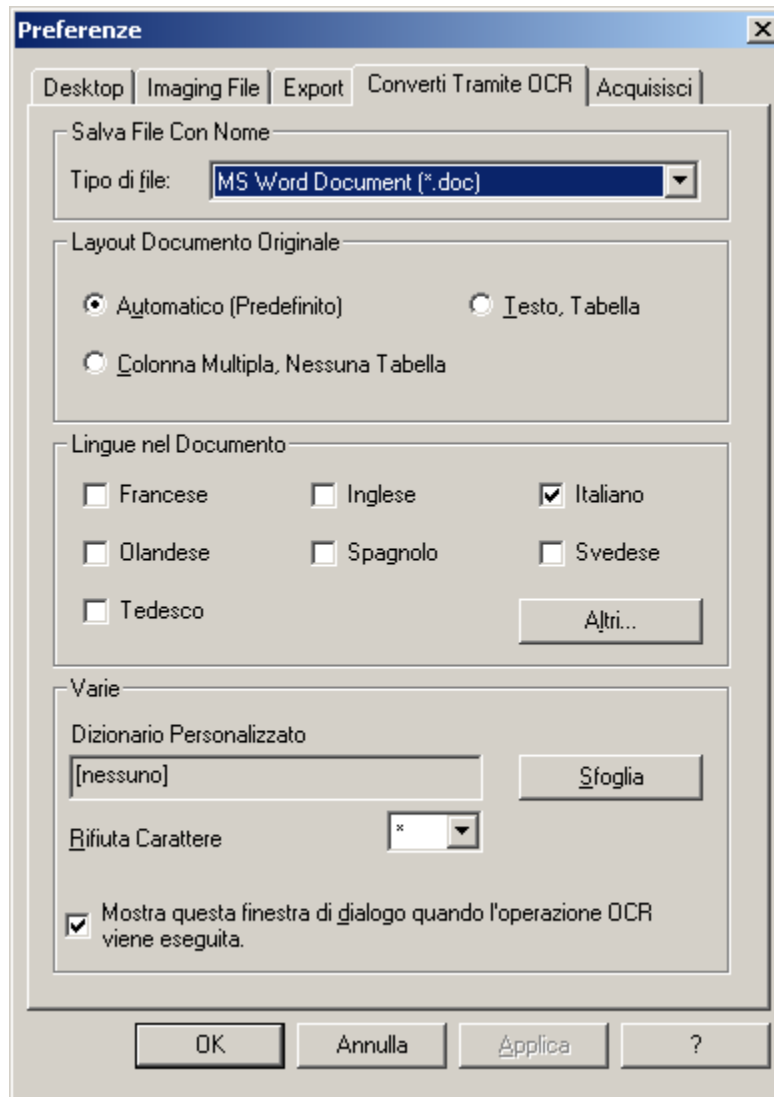 Preferenze
Desktop Imaging File Export Converti Tramite OCR Acquisisci
Salva File Con Nome
Tipo di file: MS Word Document (*.doc)
Layout Documento Originale
Automatico (Predefinito) Testo, Tabella
Colonna Multipla, Nessuna Tabella
Lingue nel Documento
Francese Inglese Italiano
Olandese Spagnolo Svedese
Tedesco Altri...
Varie
Dizionario Personalizzato
[nessuno] Sfoglia
Rifiuta Carattere *
Mostra questa finestra di dialogo quando l'operazione OCR
viene eseguita.
OK Annulla Applica ?